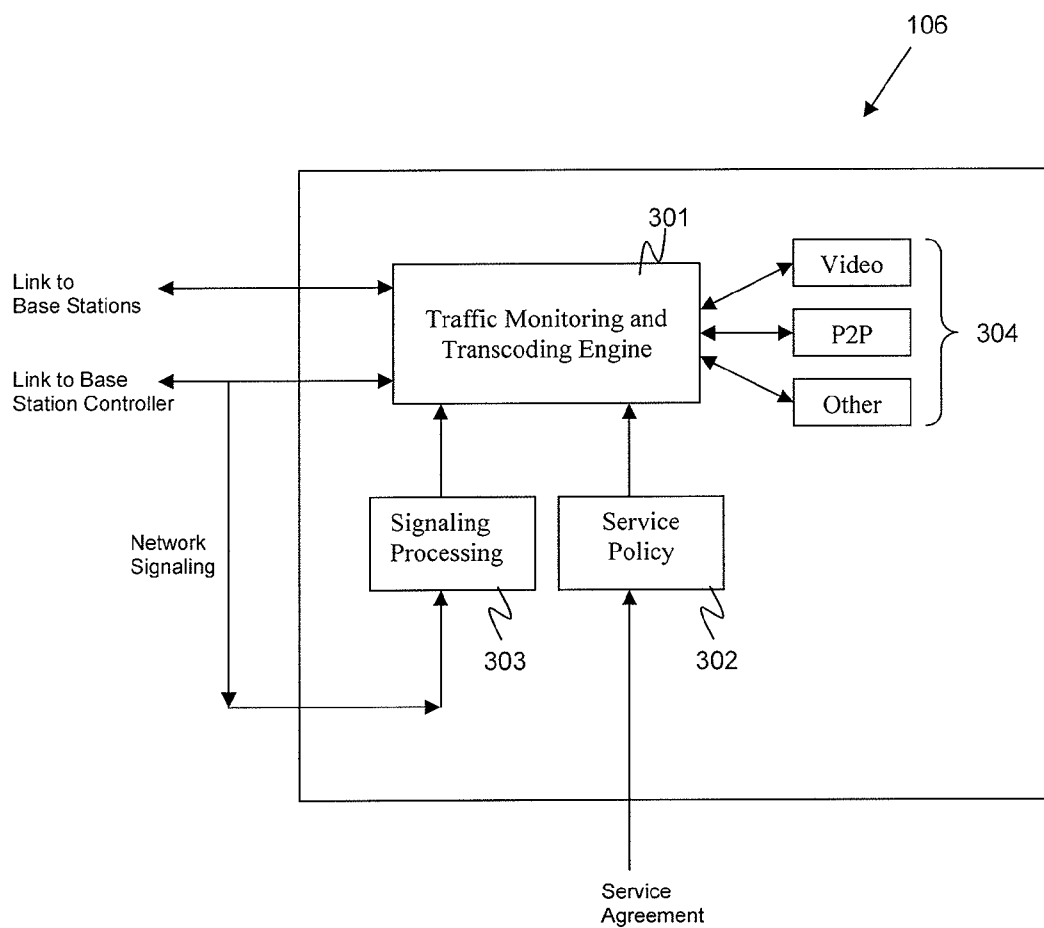 106
301
Video
Link to
Base Stations
Traffic Monitoring and
Transcoding Engine
P2P
304
Link to Base
Station Controller
Other
Network
Signaling
Signaling
Processing
Service
Policy
303
302
Service
Agreement